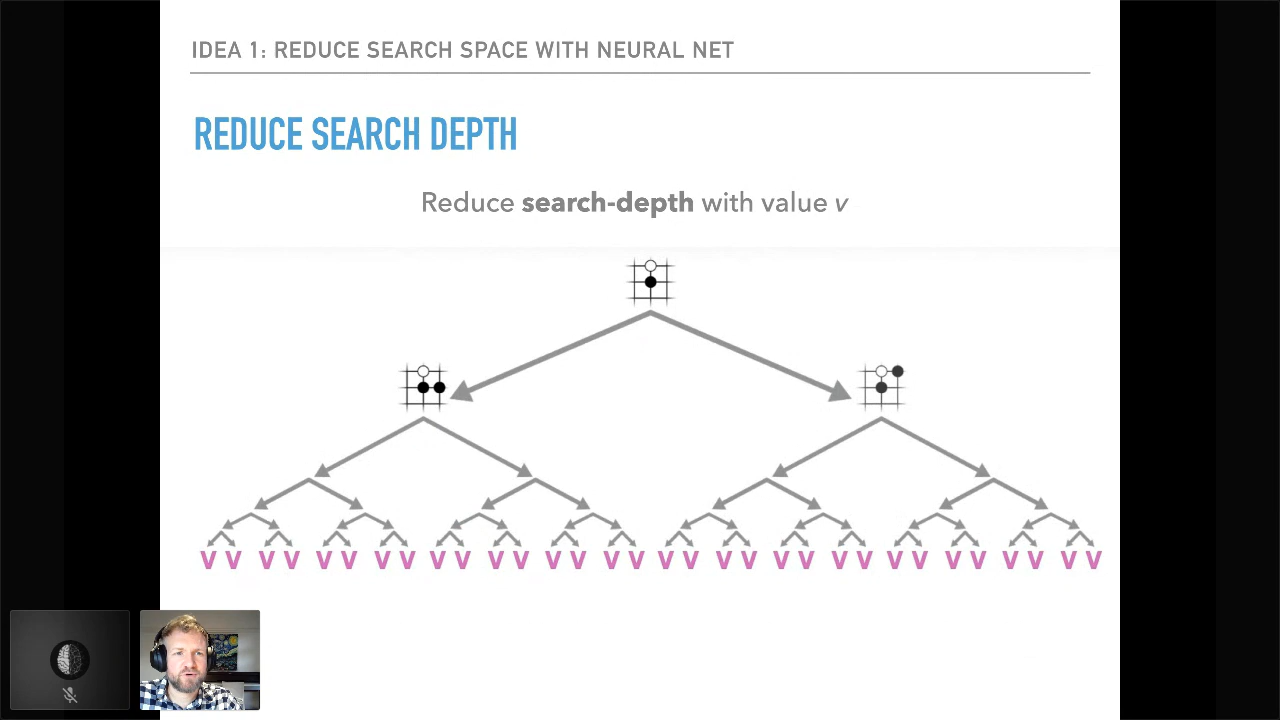 IDEA 1: REDUCE SEARCH SPACE WITH NEURAL NET
REDUCE SEARCH DEPTH
Reduce search-depth with value v
V V V V V V V V V V V V V V V V V V V V V V V V V V V V V V V V